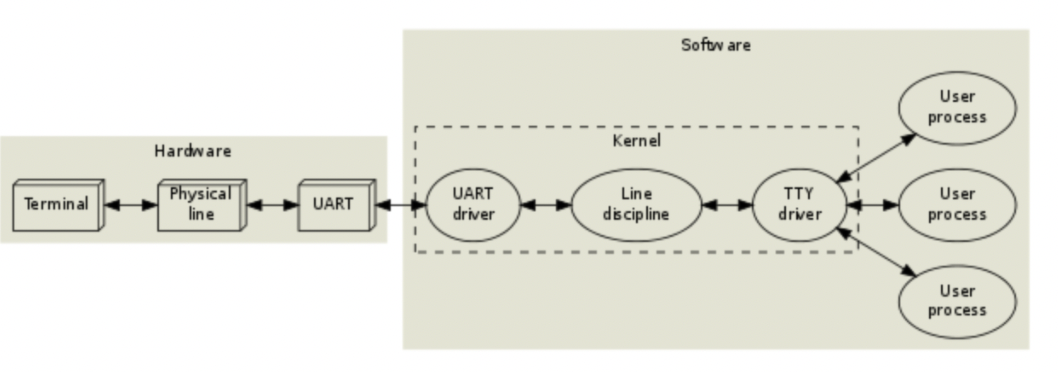 Software
Hardware
Kernel
Terminal
Physical
line
UART
UART
driver
Line
discipline
TTY
driver
User
process
User
process
User
process